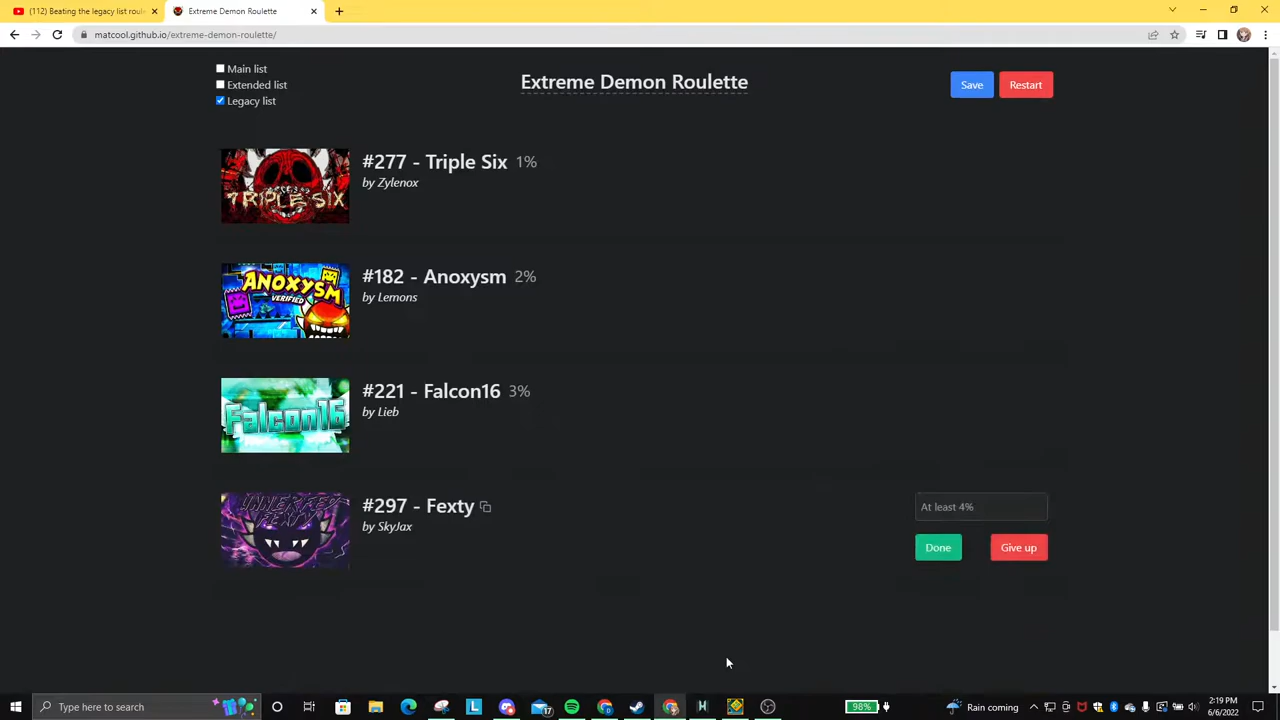 (112) Beating the legacy list roul
Extreme Demon Roulette
matcool.github.io/extreme-demon-roulette/
Main list
Extended list
Legacy list
Extreme Demon Roulette
Save
Restart
TRIPLE SIX
#277 - Triple Six 1%
by Zylenox
ANOXYSM
VERIFIED
#182 - Anoxysm 2%
by Lemons
Falcon16
#221 - Falcon16 3%
by Lieb
UNNERFED
FEXTY
#297 - Fexty
by SkyJax
At least 4%
Done
Give up
Type here to search
17
98%
Rain coming
2:19 PM
6/6/2022